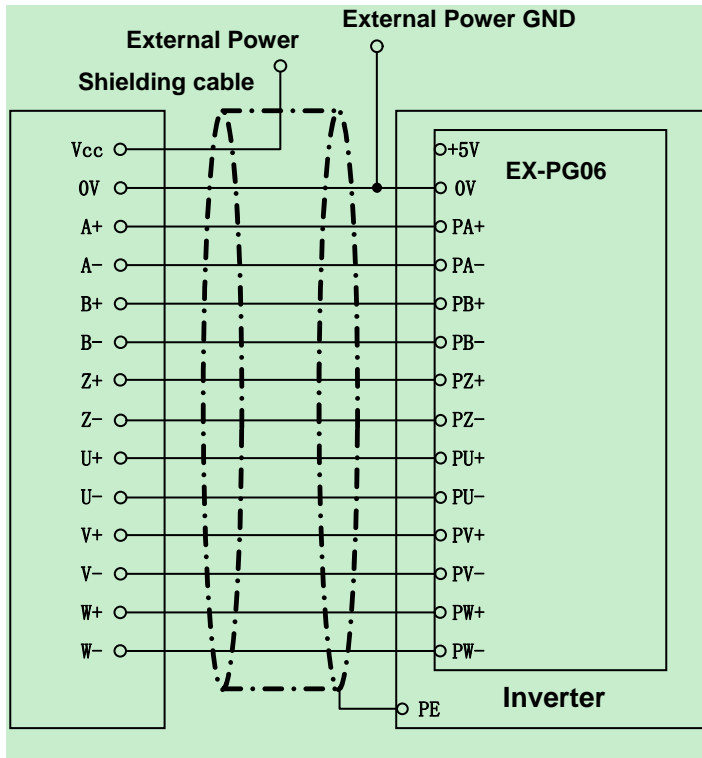 External Power GND
External Power
Shielding cable
Vcc +5V
EX-PG06
0V 0V
A+ PA+
A- PA-
B+ PB+
B- PB-
Z+ PZ+
Z- PZ-
U+ PU+
U- PU-
V+ PV+
V- PV-
W+ PW+
W- PW-
Inverter
PE